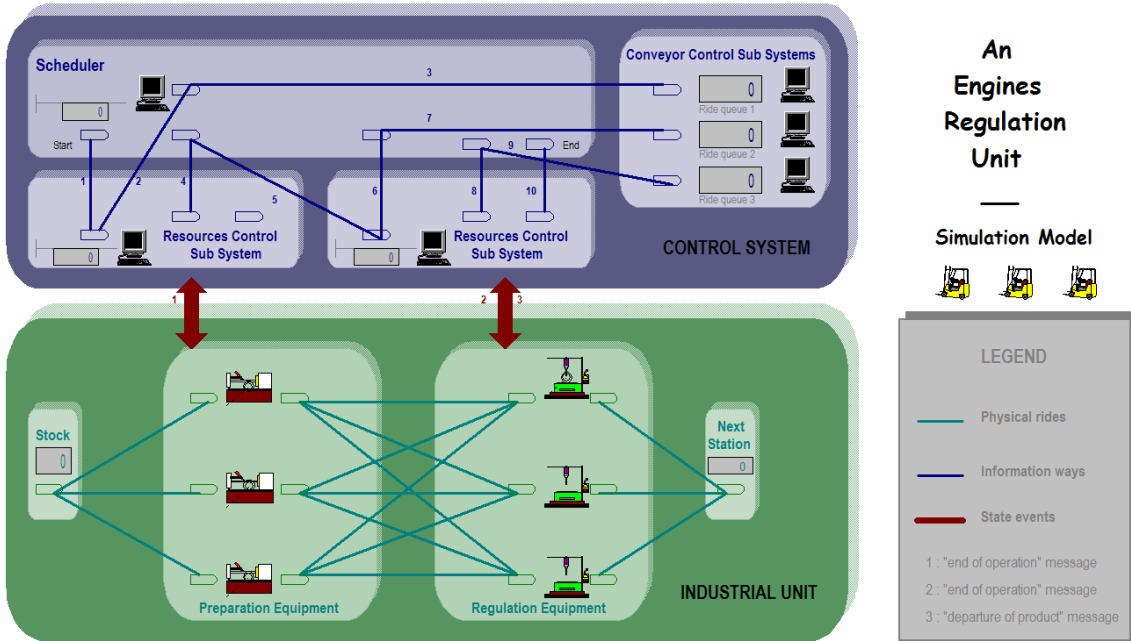 Scheduler
0
Start
1
2
4
5
3
7
6
9
8
10
End
Conveyor Control Sub Systems
0
Ride queue 1
0
Ride queue 2
0
Ride queue 3
0
Resources Control
Sub System
0
Resources Control
Sub System
CONTROL SYSTEM
1
2
3
Stock
0
Preparation Equipment
Regulation Equipment
Next
Station
0
INDUSTRIAL UNIT
An
Engines
Regulation
Unit
Simulation Model
LEGEND
Physical rides
Information ways
State events
1 : "end of operation" message
2 : "end of operation" message
3 : "departure of product" message